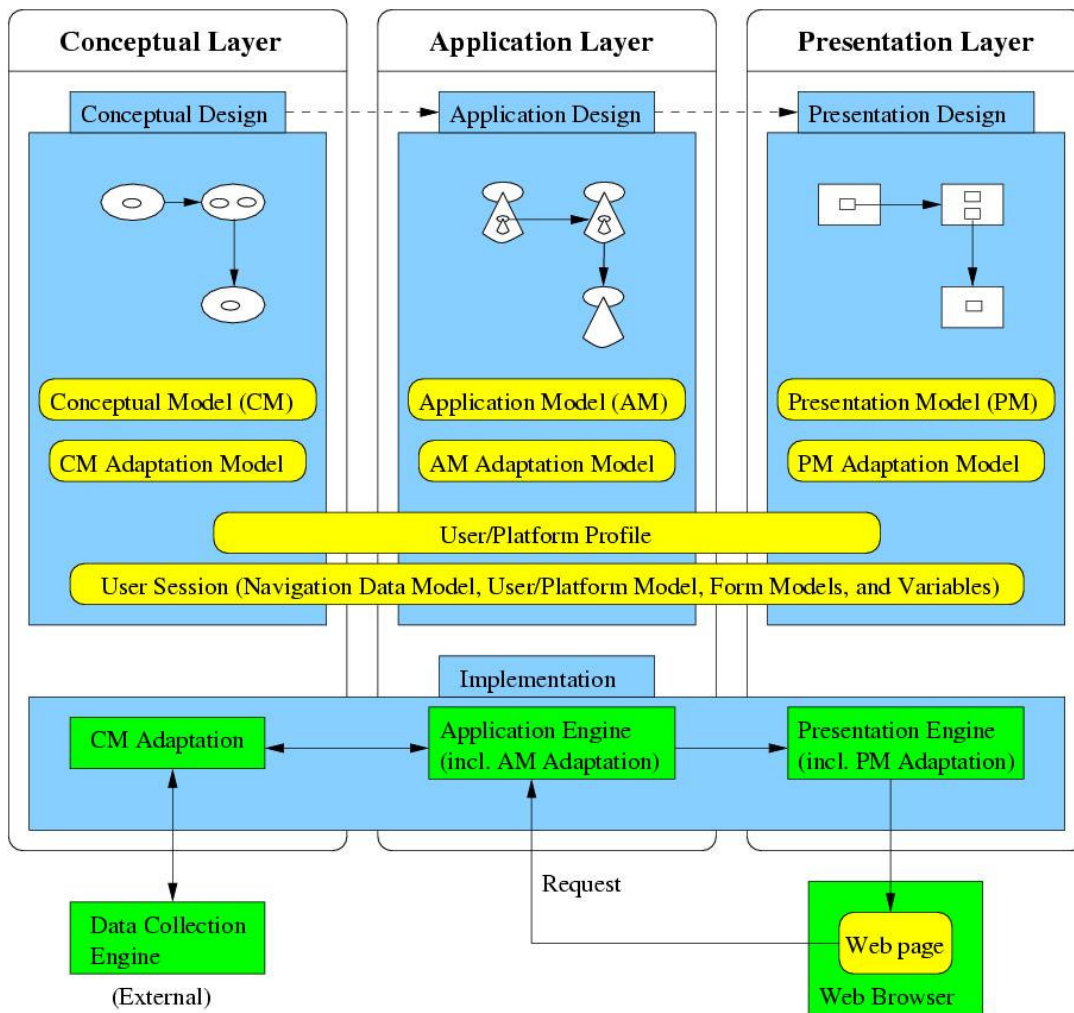 Conceptual Layer
Application Layer
Presentation Layer
Conceptual Design
Application Design
Presentation Design
Conceptual Model (CM)
Application Model (AM)
Presentation Model (PM)
CM Adaptation Model
AM Adaptation Model
PM Adaptation Model
User/Platform Profile
User Session (Navigation Data Model, User/Platform Model, Form Models, and Variables)
Implementation
CM Adaptation
Application Engine
(incl. AM Adaptation)
Presentation Engine
(incl. PM Adaptation)
Request
Data Collection
Engine
(External)
Web page
Web Browser